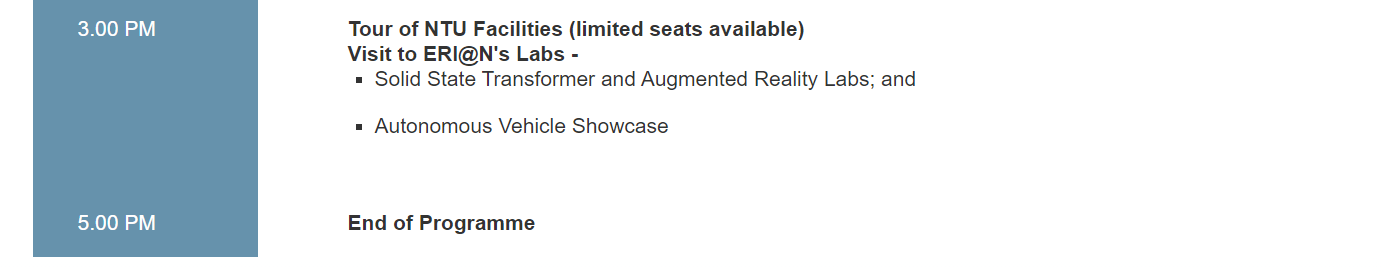 3.00 PM
Tour of NTU Facilities (limited seats available)
Visit to ERI@N's Labs -
▪ Solid State Transformer and Augmented Reality Labs; and
▪ Autonomous Vehicle Showcase
5.00 PM
End of Programme